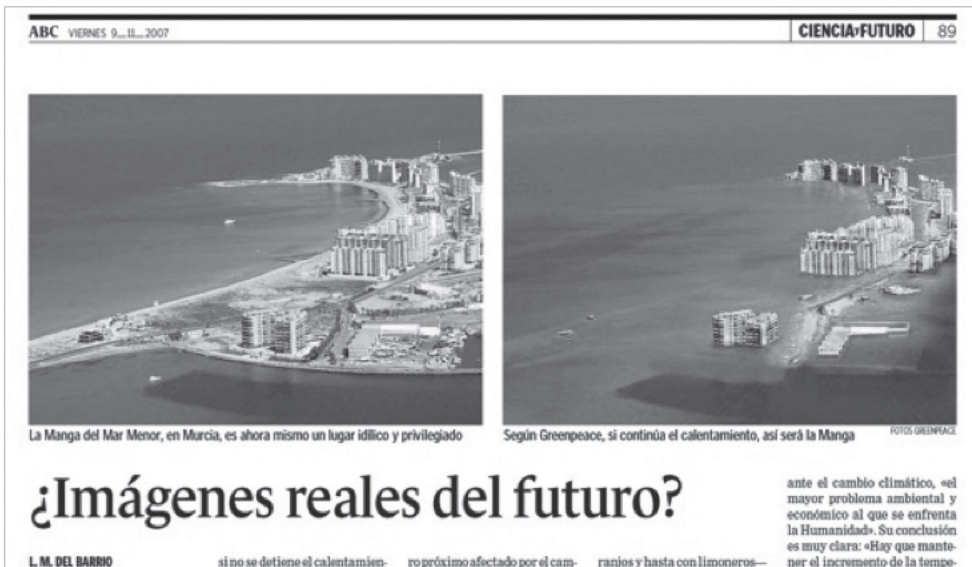 ABC VIERNES 9_11_2007
CIENCIA Y FUTURO 89
La Manga del Mar Menor, en Murcia, es ahora mismo un lugar idílico y privilegiado
Según Greenpeace, si continúa el calentamiento, así será la Manga
FOTOS GREENPEACE
¿Imágenes reales del futuro?
L. M. DEL BARRIO
si no se detiene el calentamien-
ro próximo afectado por el cam-
ranjos y hasta con limoneros—
ante el cambio climático, «el
mayor problema ambiental y
económico al que se enfrenta
la Humanidad». Su conclusión
es muy clara: «Hay que mante-
ner el incremento de la tempe-